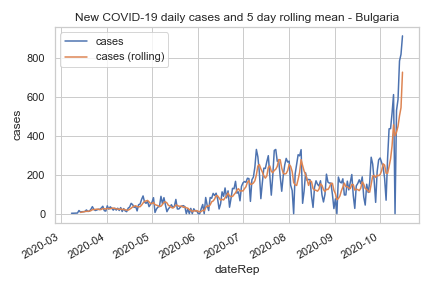 New COVID-19 daily cases and 5 day rolling mean - Bulgaria
cases
cases (rolling)
800
600
400
200
0
cases
2020-03
2020-04
2020-05
2020-06
2020-07
2020-08
2020-09
2020-10
dateRep